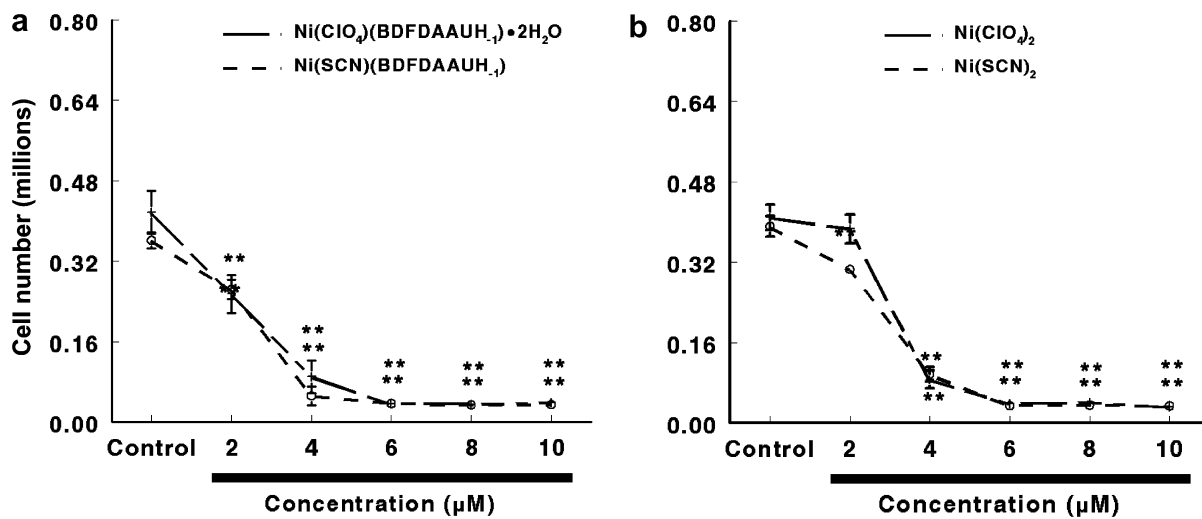 a
Ni(ClO₄)(BDFDAAUH₋₁)•2H₂O
Ni(SCN)(BDFDAAUH₋₁)
Cell number (millions)
0.80
0.64
0.48
0.32
0.16
0.00
**
**
**
**
**
**
**
**
**
**
Control 2 4 6 8 10
Concentration (µM)
b
Ni(ClO₄)₂
Ni(SCN)₂
0.80
0.64
0.48
0.32
0.16
0.00
**
**
**
**
**
**
**
**
**
Control 2 4 6 8 10
Concentration (µM)